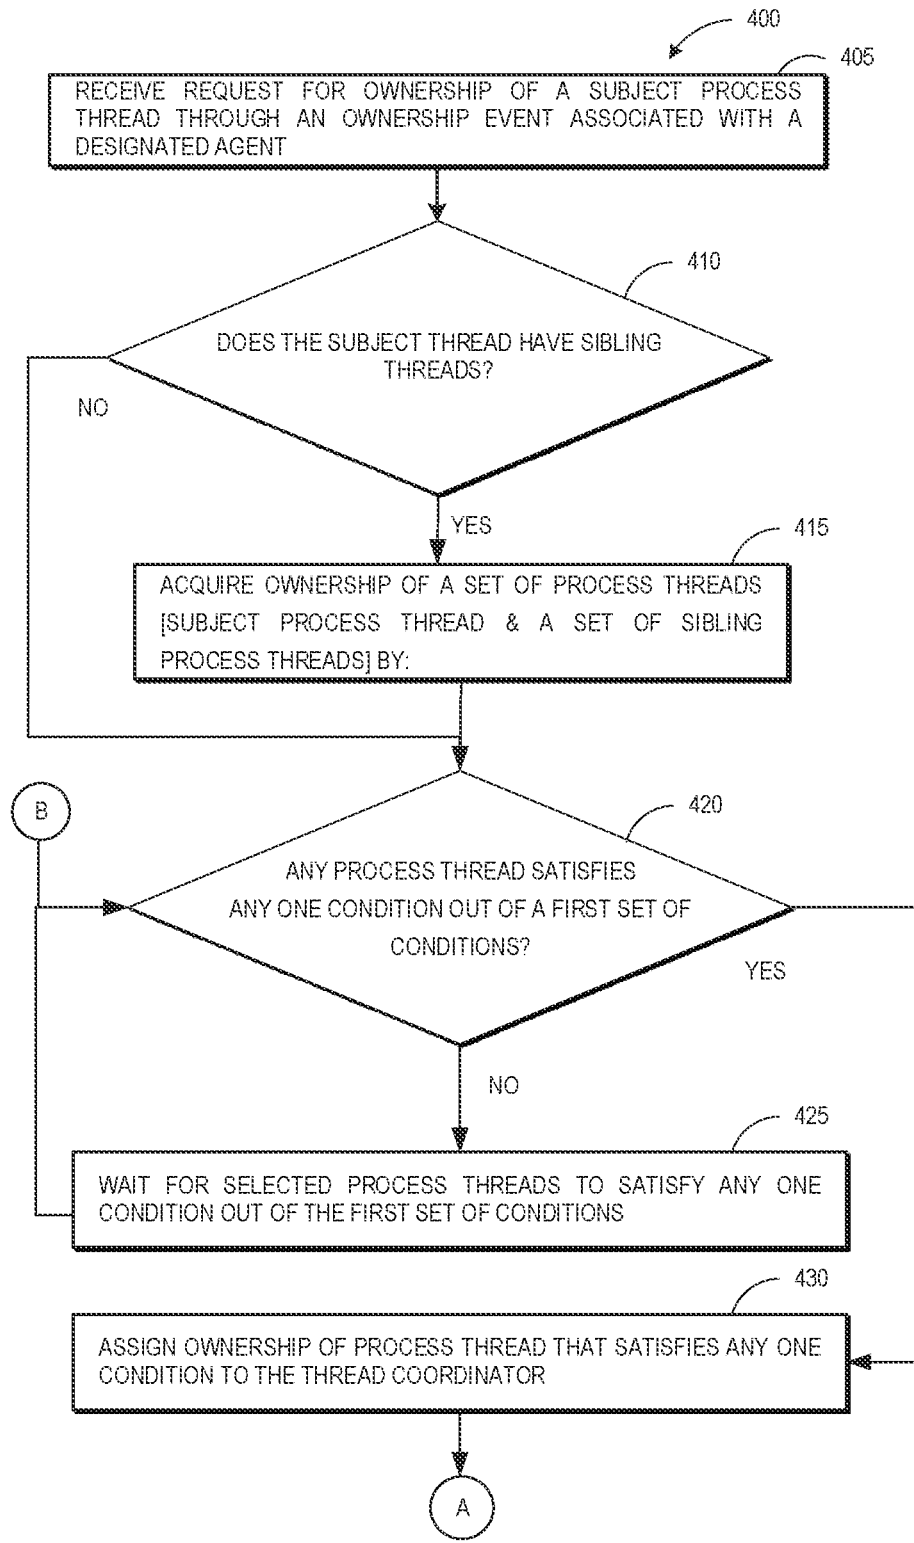 400
405
RECEIVE REQUEST FOR OWNERSHIP OF A SUBJECT PROCESS
THREAD THROUGH AN OWNERSHIP EVENT ASSOCIATED WITH A
DESIGNATED AGENT
410
DOES THE SUBJECT THREAD HAVE SIBLING
THREADS?
NO
YES
415
ACQUIRE OWNERSHIP OF A SET OF PROCESS THREADS
[SUBJECT PROCESS THREAD & A SET OF SIBLING
PROCESS THREADS] BY:
B
420
ANY PROCESS THREAD SATISFIES
ANY ONE CONDITION OUT OF A FIRST SET OF
CONDITIONS?
YES
NO
425
WAIT FOR SELECTED PROCESS THREADS TO SATISFY ANY ONE
CONDITION OUT OF THE FIRST SET OF CONDITIONS
430
ASSIGN OWNERSHIP OF PROCESS THREAD THAT SATISFIES ANY ONE
CONDITION TO THE THREAD COORDINATOR
A